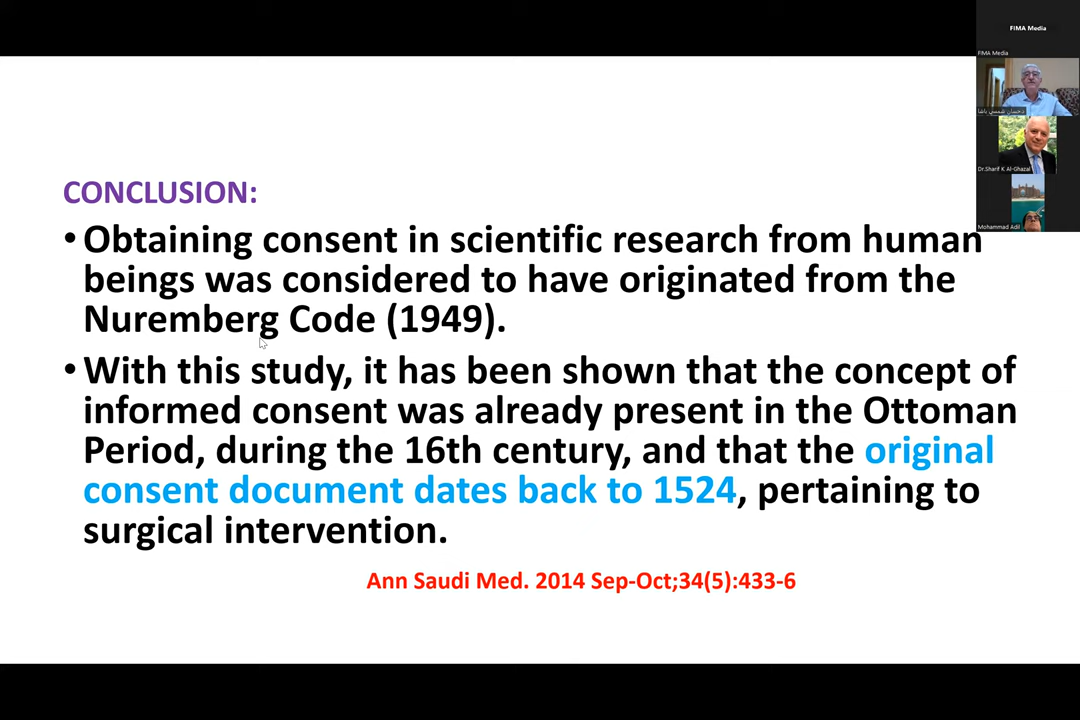 FIMA Media
FIMA Media
د حسان شمسي باشا
Dr.Sharif K Al-Ghazal
Mohammad Adil
CONCLUSION:
• Obtaining consent in scientific research from human
beings was considered to have originated from the
Nuremberg Code (1949).
• With this study, it has been shown that the concept of
informed consent was already present in the Ottoman
Period, during the 16th century, and that the original
consent document dates back to 1524, pertaining to
surgical intervention.
Ann Saudi Med. 2014 Sep-Oct;34(5):433-6